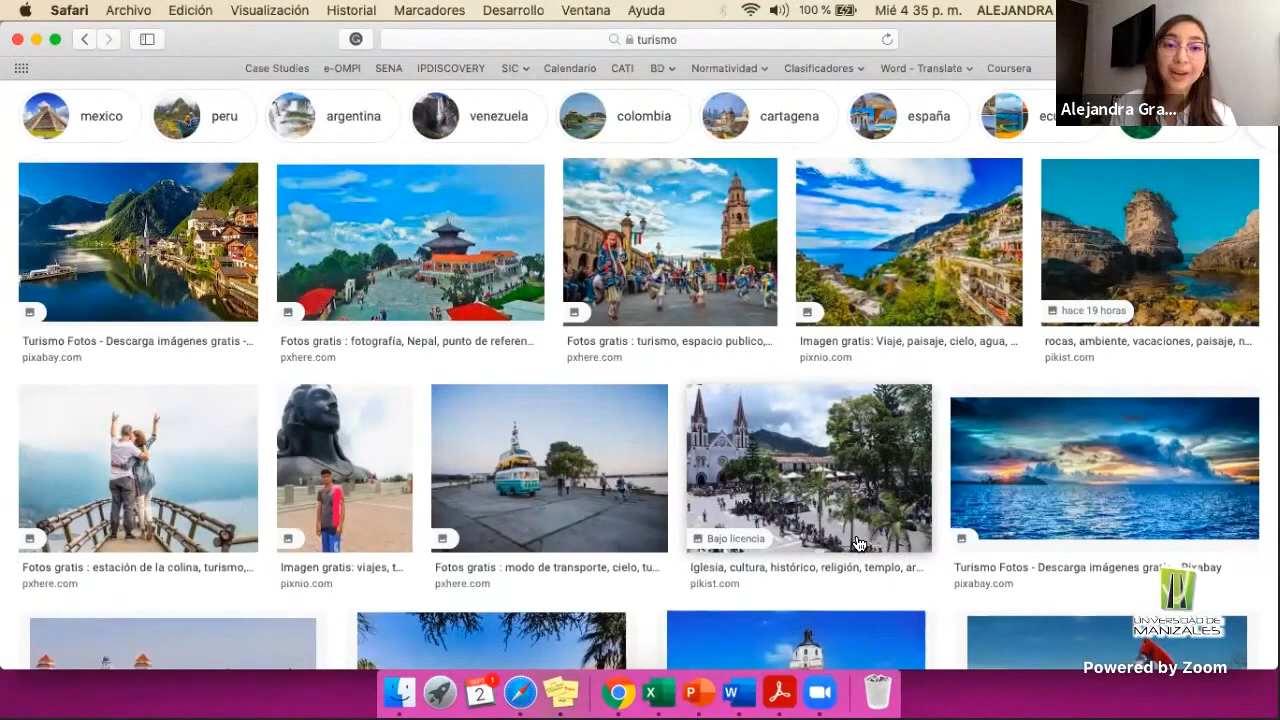 Safari Archivo Edición Visualización Historial Marcadores Desarrollo Ventana Ayuda 100 % Mié 4 35 p. m. ALEJANDRA
turismo
Case Studies e-OMPI SENA IPDISCOVERY SIC Calendario CATI BD Normatividad Clasificadores Word - Translate Coursera
Alejandra Gra...
mexico peru argentina venezuela colombia cartagena españa ecu
hace 19 horas
Turismo Fotos - Descarga imágenes gratis -...
pixabay.com
Fotos gratis : fotografía, Nepal, punto de referen...
pxhere.com
Fotos gratis : turismo, espacio publico,...
pxhere.com
Imagen gratis: Viaje, paisaje, cielo, agua, ...
pixnio.com
rocas, ambiente, vacaciones, paisaje, n...
pikist.com
Bajo licencia
Fotos gratis : estación de la colina, turismo,...
pxhere.com
Imagen gratis: viajes, t...
pixnio.com
Fotos gratis : modo de transporte, cielo, tu...
pxhere.com
Iglesia, cultura, histórico, religión, templo, ar...
pikist.com
Turismo Fotos - Descarga imágenes gratis - Pixabay
pixabay.com
UNIVERSIDAD DE
MANIZALES
Powered by Zoom
SEPT 1
2